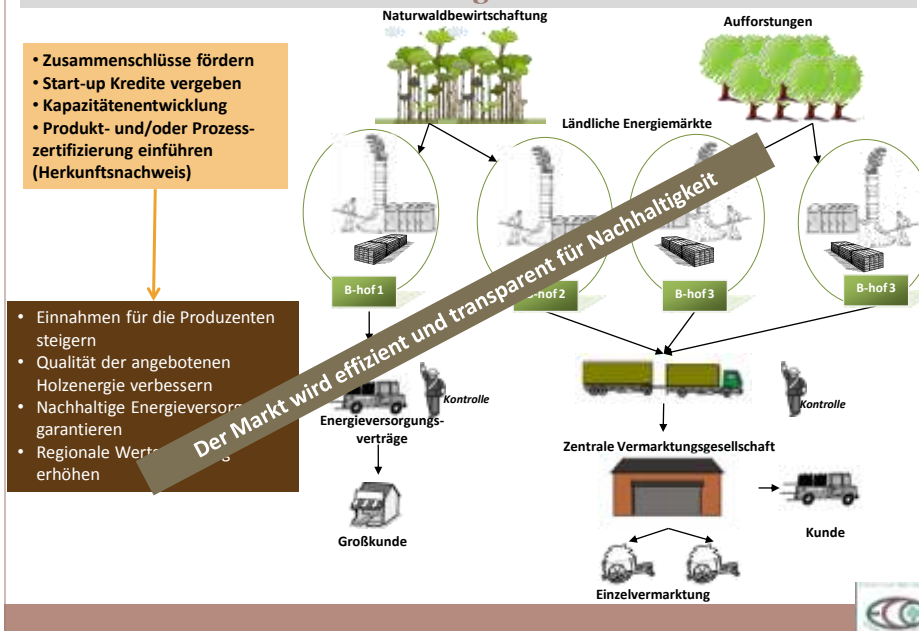 Naturwaldbewirtschaftung
Aufforstungen
• Zusammenschlüsse fördern
• Start-up Kredite vergeben
• Kapazitätenentwicklung
• Produkt- und/oder Prozess-
zertifizierung einführen
(Herkunftsnachweis)
Ländliche Energiemärkte
B-hof 1
B-hof 2
B-hof 3
B-hof 3
Der Markt wird effizient und transparent für Nachhaltigkeit
• Einnahmen für die Produzenten
steigern
• Qualität der angebotenen
Holzenergie verbessern
• Nachhaltige Energieversorg
garantieren
• Regionale Werts g
erhöhen
Kontrolle
Kontrolle
Energieversorgungs-
verträge
Zentrale Vermarktungsgesellschaft
Großkunde
Kunde
Einzelvermarktung